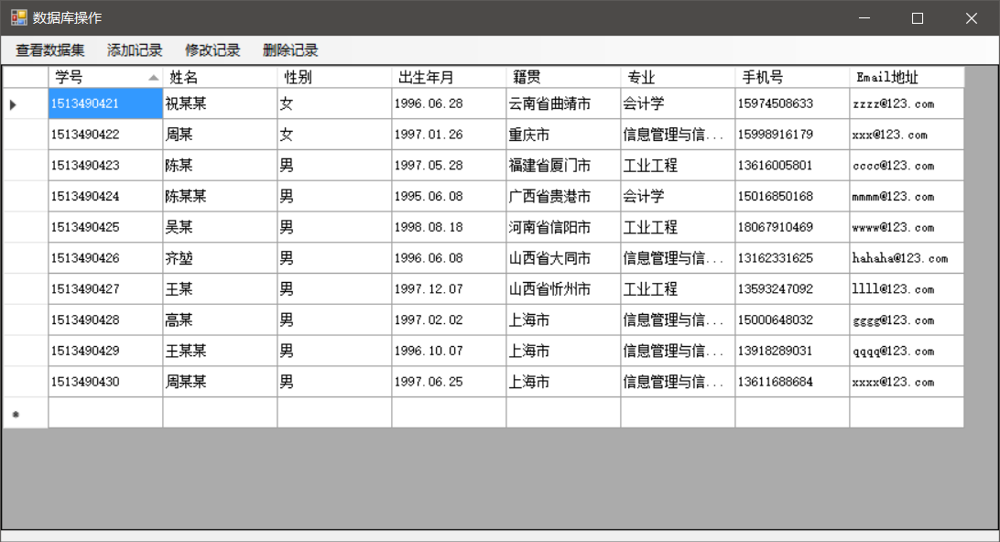 数据库操作
查看数据集 添加记录 修改记录 删除记录
学号 姓名 性别 出生年月 籍贯 专业 手机号 Email地址
1513490421 祝某某 女 1996.06.28 云南省曲靖市 会计学 15974508633 zzzz@123.com
1513490422 周某 女 1997.01.26 重庆市 信息管理与信... 15998916179 xxx@123.com
1513490423 陈某 男 1997.05.28 福建省厦门市 工业工程 13616005801 cccc@123.com
1513490424 陈某某 男 1995.06.08 广西省贵港市 会计学 15016850168 mmmm@123.com
1513490425 吴某 男 1998.08.18 河南省信阳市 工业工程 18067910469 wwww@123.com
1513490426 齐堃 男 1996.06.08 山西省大同市 信息管理与信... 13162331625 hahaha@123.com
1513490427 王某 男 1997.12.07 山西省忻州市 工业工程 13593247092 llll@123.com
1513490428 高某 男 1997.02.02 上海市 信息管理与信... 15000648032 gggg@123.com
1513490429 王某某 男 1996.10.07 上海市 信息管理与信... 13918289031 qqqq@123.com
1513490430 周某某 男 1997.06.25 上海市 信息管理与信... 13611688684 xxxx@123.com